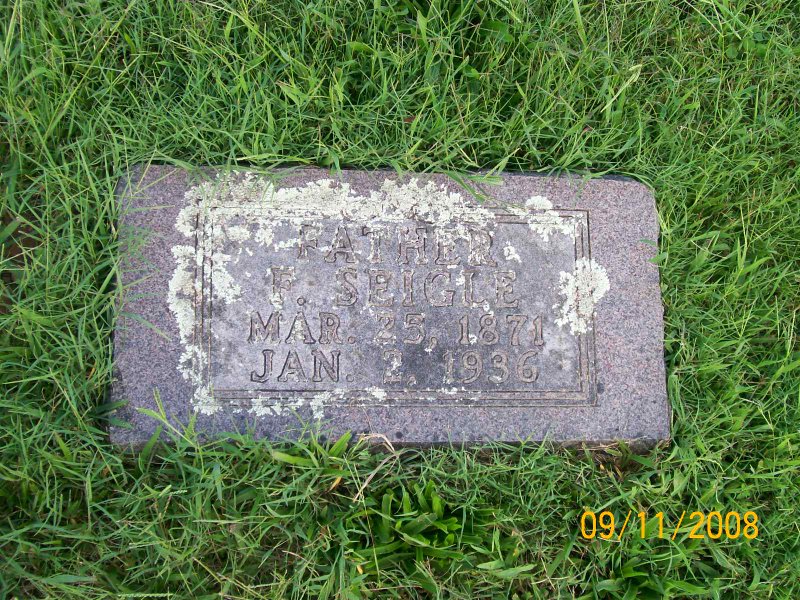 FATHER
F. SEIGLE
MAR. 25, 1871
JAN. 2, 1936
09/11/2008